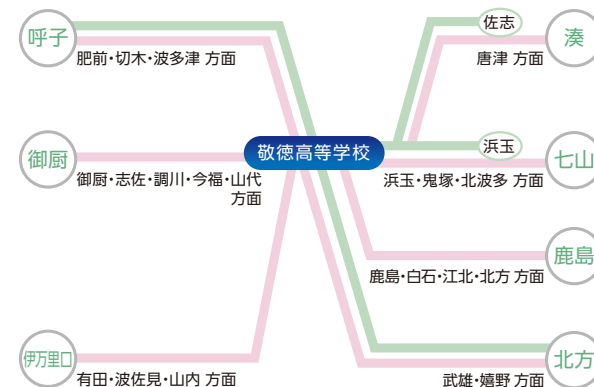 呼子
肥前・切木・波多津 方面
佐志
湊
唐津 方面
敬徳高等学校
御厨
御厨・志佐・調川・今福・山代
方面
浜玉
七山
浜玉・鬼塚・北波多 方面
鹿島
鹿島・白石・江北・北方 方面
伊万里口
有田・波佐見・山内 方面
北方
武雄・嬉野 方面